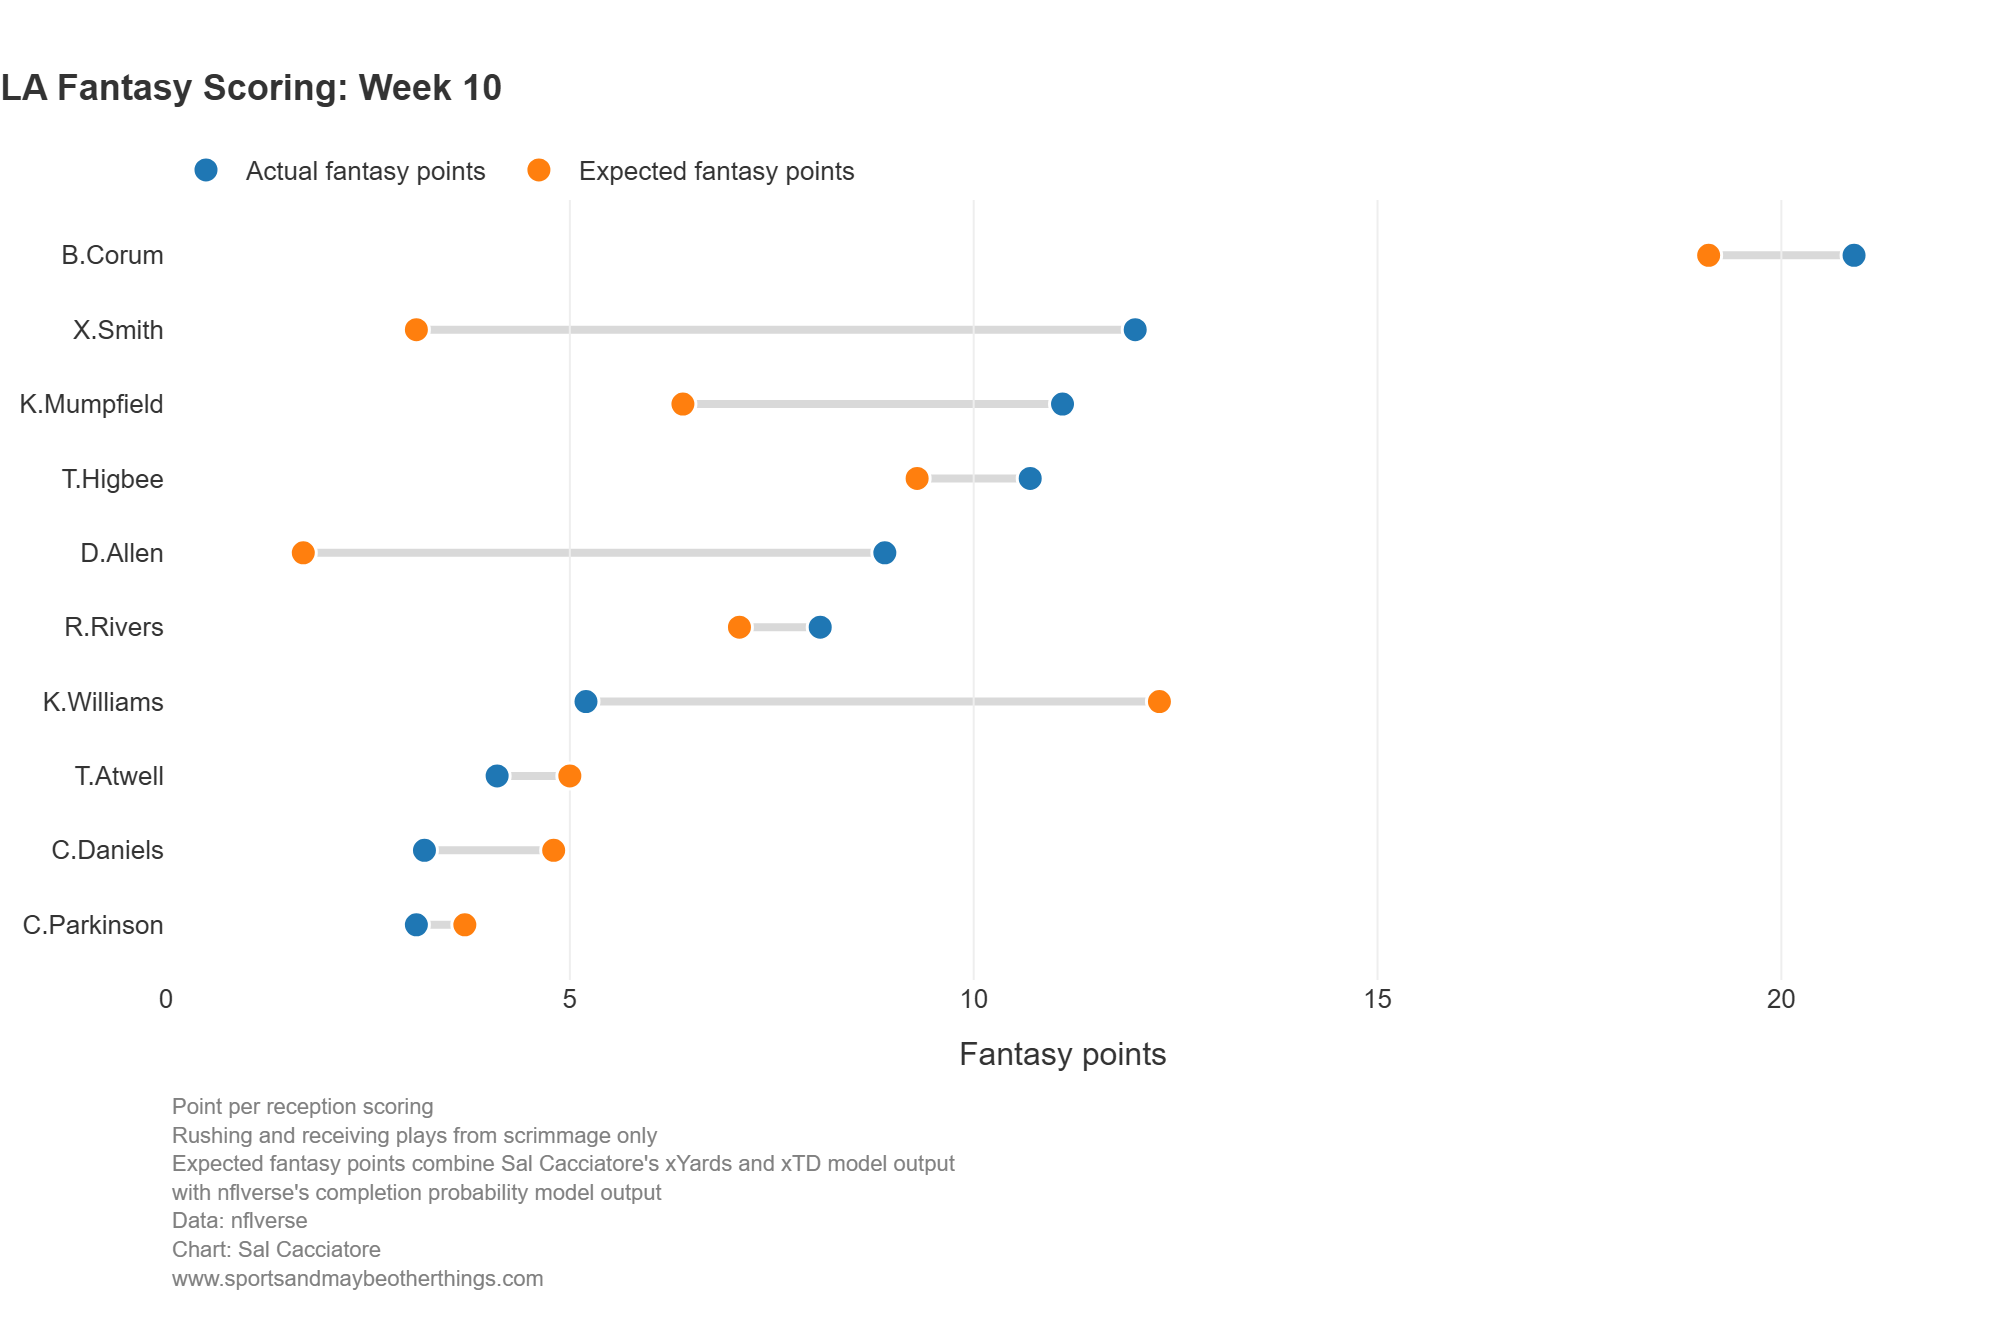 LA Fantasy Scoring: Week 10
Actual fantasy points Expected fantasy points
B.Corum
X.Smith
K.Mumpfield
T.Higbee
D.Allen
R.Rivers
K.Williams
T.Atwell
C.Daniels
C.Parkinson
0 5 10 15 20
Fantasy points
Point per reception scoring
Rushing and receiving plays from scrimmage only
Expected fantasy points combine Sal Cacciatore's xYards and xTD model output
with nflverse's completion probability model output
Data: nflverse
Chart: Sal Cacciatore
www.sportsandmaybeotherthings.com